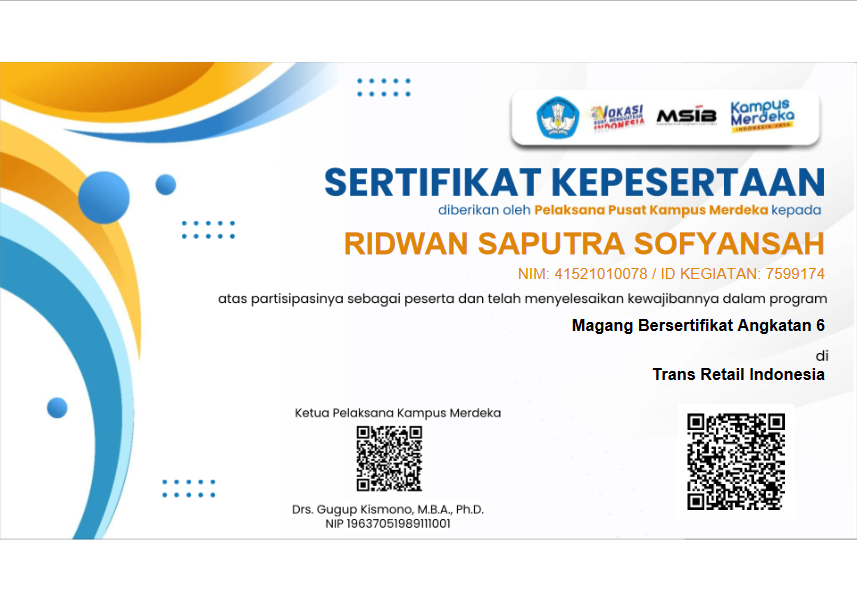 VOKASI
KUAT, MENGUATKAN
INDONESIA
MSIB
Kampus
Merdeka
INDONESIA JAYA
SERTIFIKAT KEPESERTAAN
diberikan oleh Pelaksana Pusat Kampus Merdeka kepada
RIDWAN SAPUTRA SOFYANSAH
NIM: 41521010078 / ID KEGIATAN: 7599174
atas partisipasinya sebagai peserta dan telah menyelesaikan kewajibannya dalam program
Magang Bersertifikat Angkatan 6
di
Trans Retail Indonesia
Ketua Pelaksana Kampus Merdeka
Drs. Gugup Kismono, M.B.A., Ph.D.
NIP 19637051989111001